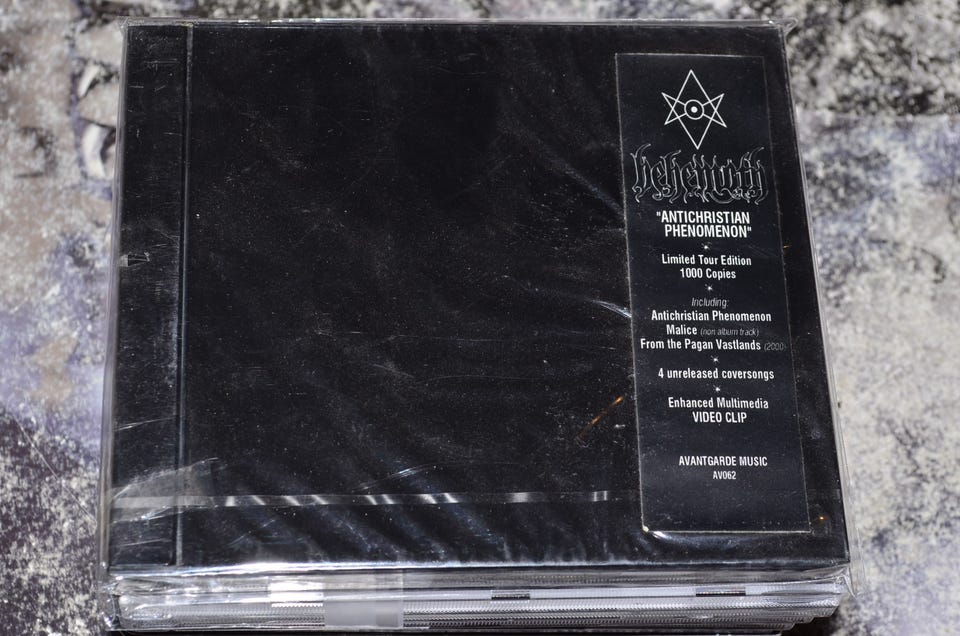 behemoth
"ANTICHRISTIAN
PHENOMENON"
Limited Tour Edition
1000 Copies
Including:
Antichristian Phenomenon
Malice (non album track)
From the Pagan Vastlands (2000)
4 unreleased coversongs
Enhanced Multimedia
VIDEO CLIP
AVANTGARDE MUSIC
AV062